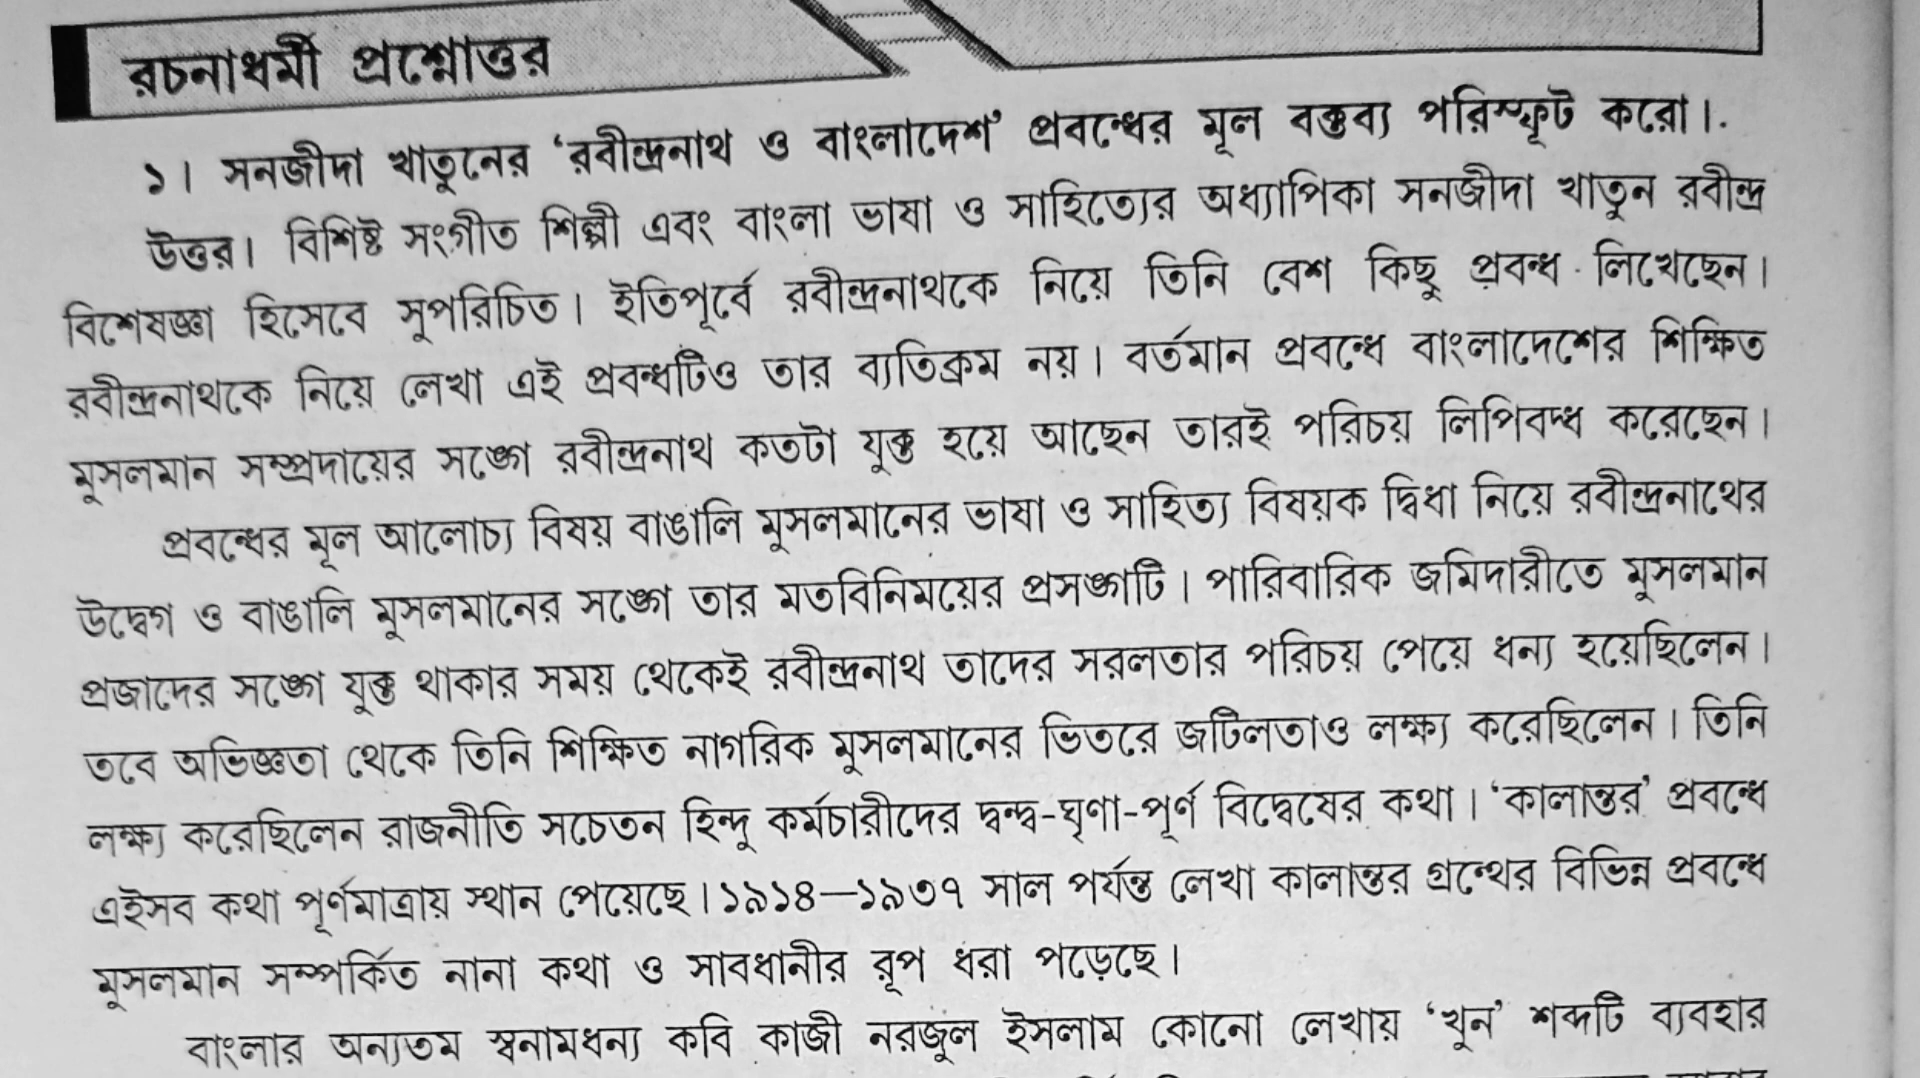 রচনাধর্মী প্রশ্নোত্তর
১। সনজীদা খাতুনের ‘রবীন্দ্রনাথ ও বাংলাদেশ’ প্রবন্ধের মূল বক্তব্য পরিস্ফূট করো।
উত্তর। বিশিষ্ট সংগীত শিল্পী এবং বাংলা ভাষা ও সাহিত্যের অধ্যাপিকা সনজীদা খাতুন রবীন্দ্র
বিশেষজ্ঞা হিসেবে সুপরিচিত। ইতিপূর্বে রবীন্দ্রনাথকে নিয়ে তিনি বেশ কিছু প্রবন্ধ লিখেছেন।
রবীন্দ্রনাথকে নিয়ে লেখা এই প্রবন্ধটিও তার ব্যতিক্রম নয়। বর্তমান প্রবন্ধে বাংলাদেশের শিক্ষিত
মুসলমান সম্প্রদায়ের সঙ্গে রবীন্দ্রনাথ কতটা যুক্ত হয়ে আছেন তারই পরিচয় লিপিবদ্ধ করেছেন।
প্রবন্ধের মূল আলোচ্য বিষয় বাঙালি মুসলমানের ভাষা ও সাহিত্য বিষয়ক দ্বিধা নিয়ে রবীন্দ্রনাথের
উদ্বেগ ও বাঙালি মুসলমানের সঙ্গে তার মতবিনিময়ের প্রসঙ্গটি। পারিবারিক জমিদারীতে মুসলমান
প্রজাদের সঙ্গে যুক্ত থাকার সময় থেকেই রবীন্দ্রনাথ তাদের সরলতার পরিচয় পেয়ে ধন্য হয়েছিলেন।
তবে অভিজ্ঞতা থেকে তিনি শিক্ষিত নাগরিক মুসলমানের ভিতরে জটিলতাও লক্ষ্য করেছিলেন। তিনি
লক্ষ্য করেছিলেন রাজনীতি সচেতন হিন্দু কর্মচারীদের দ্বন্দ্ব-ঘৃণা-পূর্ণ বিদ্বেষের কথা। ‘কালান্তর’ প্রবন্ধে
এইসব কথা পূর্ণমাত্রায় স্থান পেয়েছে। ১৯১৪—১৯৩৭ সাল পর্যন্ত লেখা কালান্তর গ্রন্থের বিভিন্ন প্রবন্ধে
মুসলমান সম্পর্কিত নানা কথা ও সাবধানীর রূপ ধরা পড়েছে।
বাংলার অন্যতম স্বনামধন্য কবি কাজী নরজুল ইসলাম কোনো লেখায় ‘খুন’ শব্দটি ব্যবহার